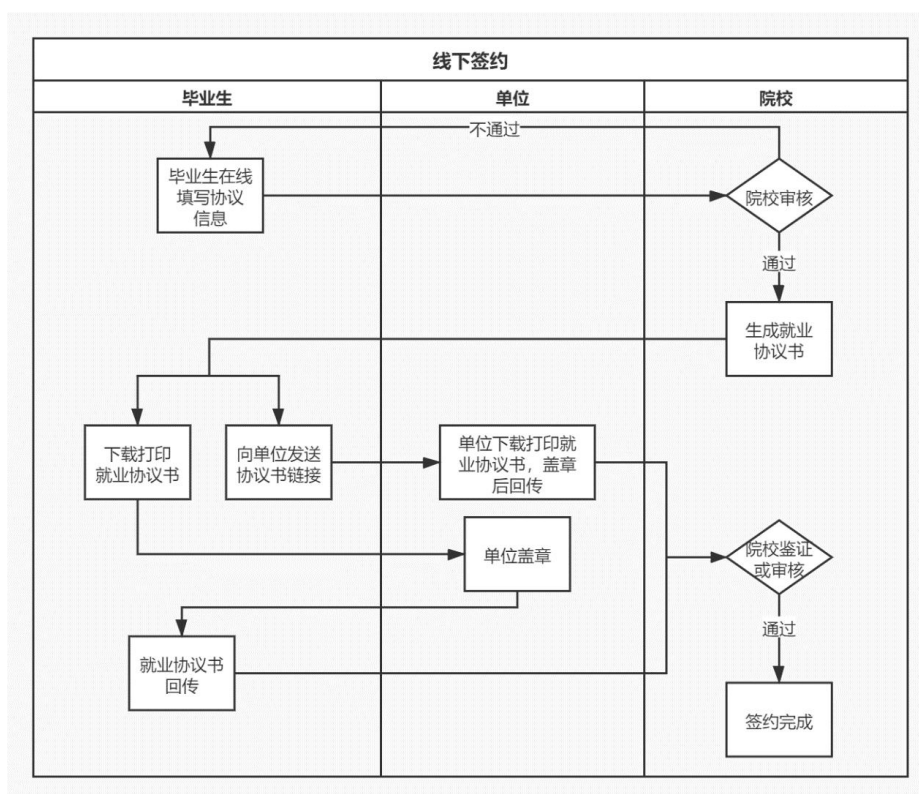 线下签约
毕业生
单位
院校
不通过
毕业生在线
填写协议
信息
院校审核
通过
生成就业
协议书
下载打印
就业协议书
向单位发送
协议书链接
单位下载打印就
业协议书，盖章
后回传
单位盖章
院校鉴证
或审核
通过
就业协议书
回传
签约完成